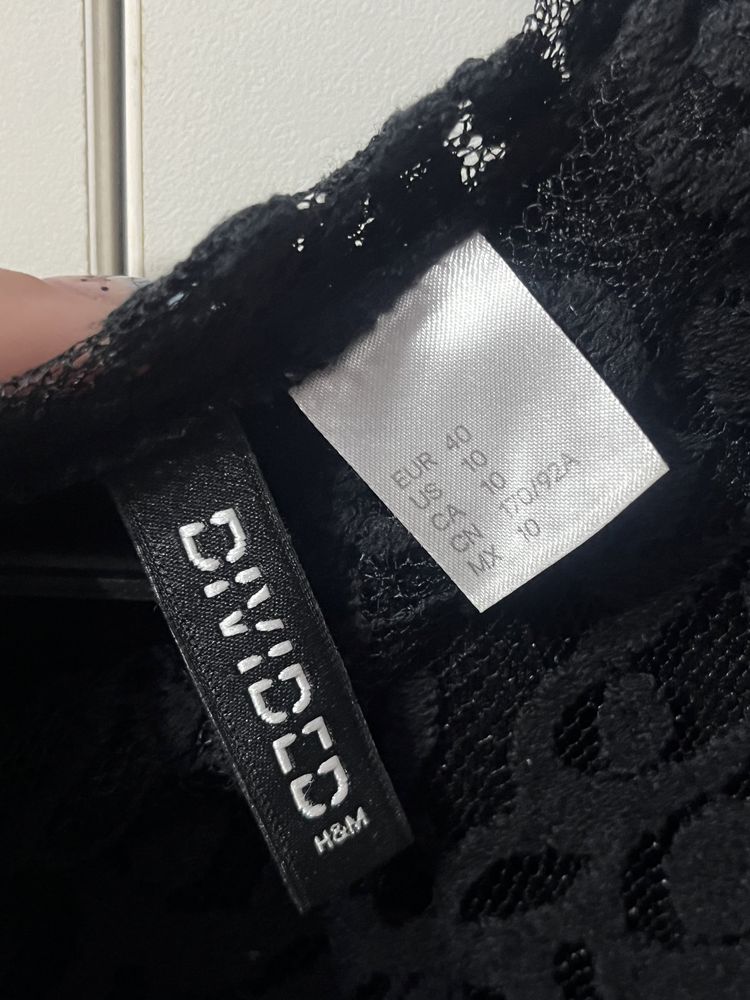 EUR 40
US 10
CA 10
CN 170/92A
MX 10
DIVIDED
H&M